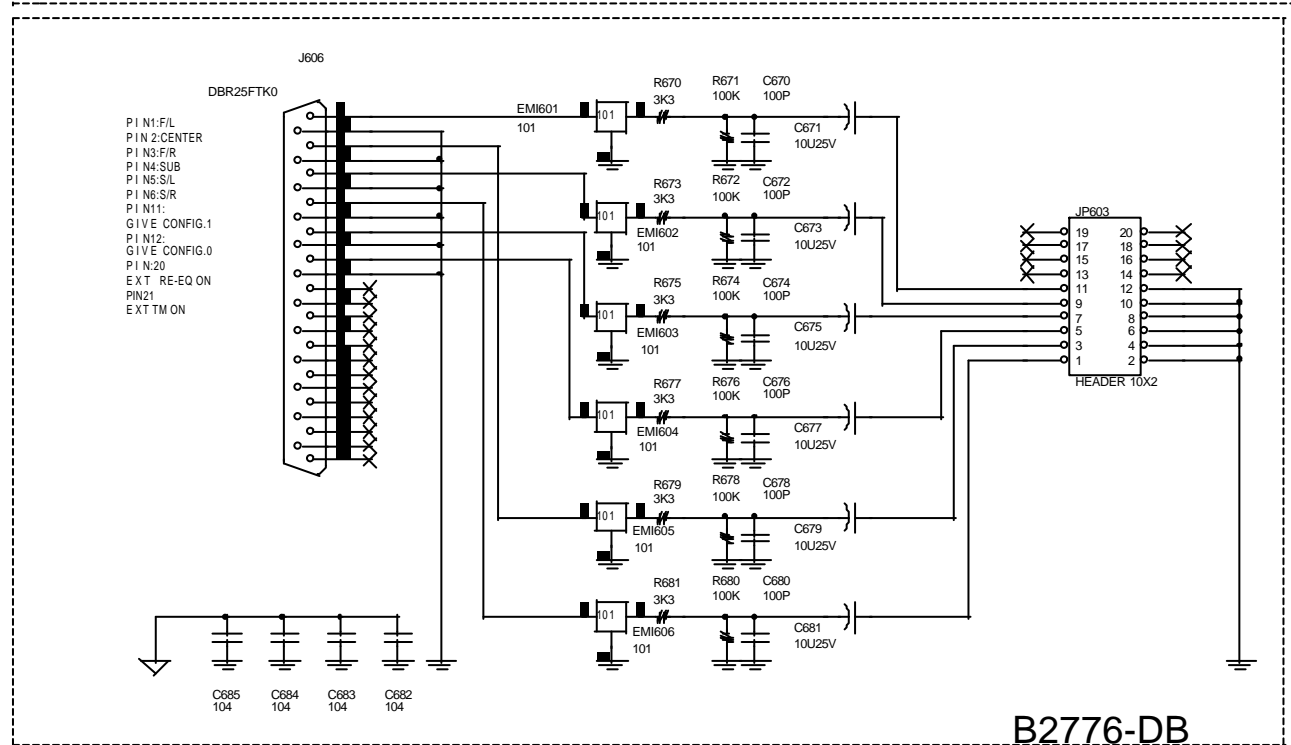 J606
DBR25FTK0
PIN1:F/L
PIN 2:CENTER
PIN3:F/R
PIN4:SUB
PIN5:S/L
PIN6:S/R
PIN11:
GIVE CONFIG.1
PIN12:
GIVE CONFIG.0
PIN:20
EXT RE-EQ ON
PIN21
EXT TM ON
EMI601
101
101
R670
3K3
R671
100K
C670
100P
C671
10U25V
R673
3K3
R672
100K
C672
100P
101
EMI602
101
C673
10U25V
R675
3K3
R674
100K
C674
100P
101
EMI603
101
C675
10U25V
R677
3K3
R676
100K
C676
100P
101
EMI604
101
C677
10U25V
R679
3K3
R678
100K
C678
100P
101
EMI605
101
C679
10U25V
R681
3K3
R680
100K
C680
100P
101
EMI606
101
C681
10U25V
JP603
19 20
17 18
15 16
13 14
11 12
9 10
7 8
5 6
3 4
1 2
HEADER 10X2
C685
104
C684
104
C683
104
C682
104
B2776-DB